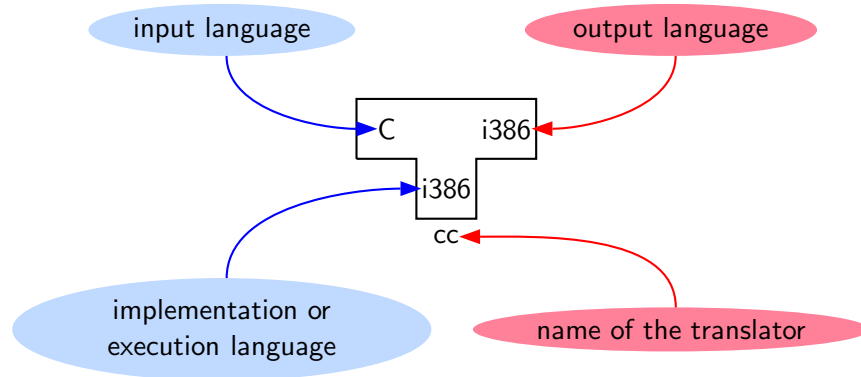 input language
output language
C
i386
i386
cc
implementation or
execution language
name of the translator